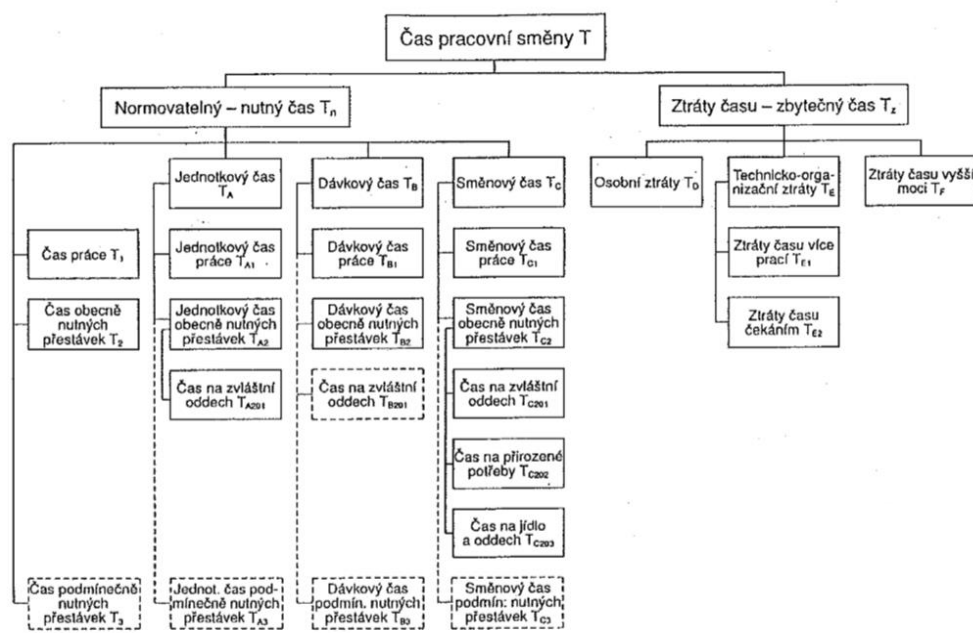 Čas pracovní směny T
Normovatelný – nutný čas Tn
Ztráty času – zbytečný čas Tz
Jednotkový čas
TA
Dávkový čas TB
Směnový čas TC
Osobní ztráty TD
Technicko-orga-
nizační ztráty TE
Ztráty času vyšší
mocí TF
Čas práce T1
Jednotkový čas
práce TA1
Dávkový čas
práce TB1
Směnový čas
práce TC1
Ztráty času více
prací TE1
Čas obecně
nutných
přestávek T2
Jednotkový čas
obecně nutných
přestávek TA2
Dávkový čas
obecně nutných
přestávek TB2
Směnový čas
obecně nutných
přestávek TC2
Ztráty času
čekáním TE2
Čas na zvláštní
oddech TA201
Čas na zvláštní
oddech TB201
Čas na zvláštní
oddech TC201
Čas na přirozené
potřeby TC202
Čas na jídlo
a oddech TC203
Čas podmínečně
nutných
přestávek T3
Jednot. čas pod-
mínečně nutných
přestávek TA3
Dávkový čas
podmín. nutných
přestávek TB3
Směnový čas
podmín: nutných
přestávek TC3